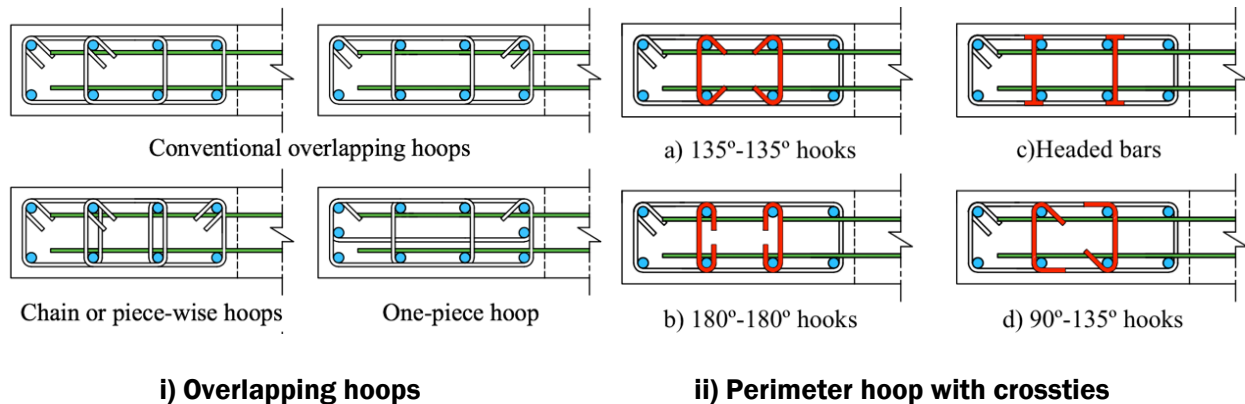 Conventional overlapping hoops
Chain or piece-wise hoops
One-piece hoop
i) Overlapping hoops
a) 135º-135º hooks
c)Headed bars
b) 180º-180º hooks
d) 90º-135º hooks
ii) Perimeter hoop with crossties